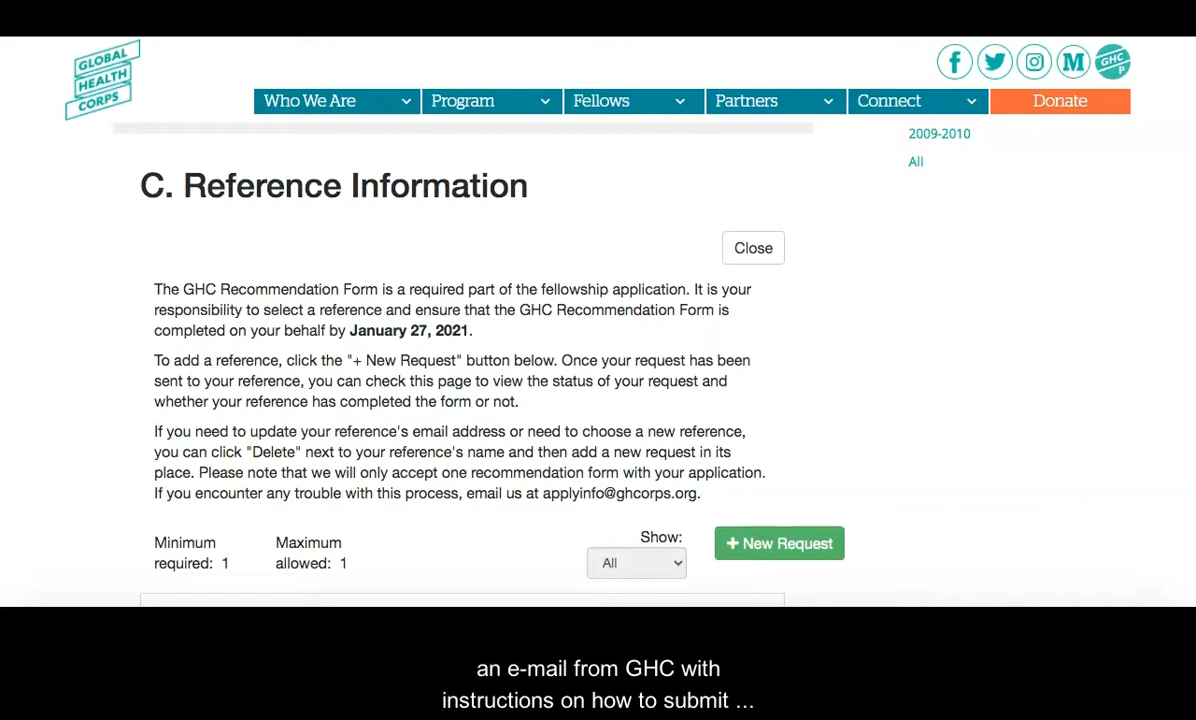 GLOBAL
HEALTH
CORPS
GHC
P
Who We Are
Program
Fellows
Partners
Connect
Donate
2009-2010
All
C. Reference Information
Close
The GHC Recommendation Form is a required part of the fellowship application. It is your
responsibility to select a reference and ensure that the GHC Recommendation Form is
completed on your behalf by January 27, 2021.
To add a reference, click the "+ New Request" button below. Once your request has been
sent to your reference, you can check this page to view the status of your request and
whether your reference has completed the form or not.
If you need to update your reference's email address or need to choose a new reference,
you can click "Delete" next to your reference's name and then add a new request in its
place. Please note that we will only accept one recommendation form with your application.
If you encounter any trouble with this process, email us at applyinfo@ghcorps.org.
Minimum
required: 1
Maximum
allowed: 1
Show:
All
+ New Request
an e-mail from GHC with
instructions on how to submit ...